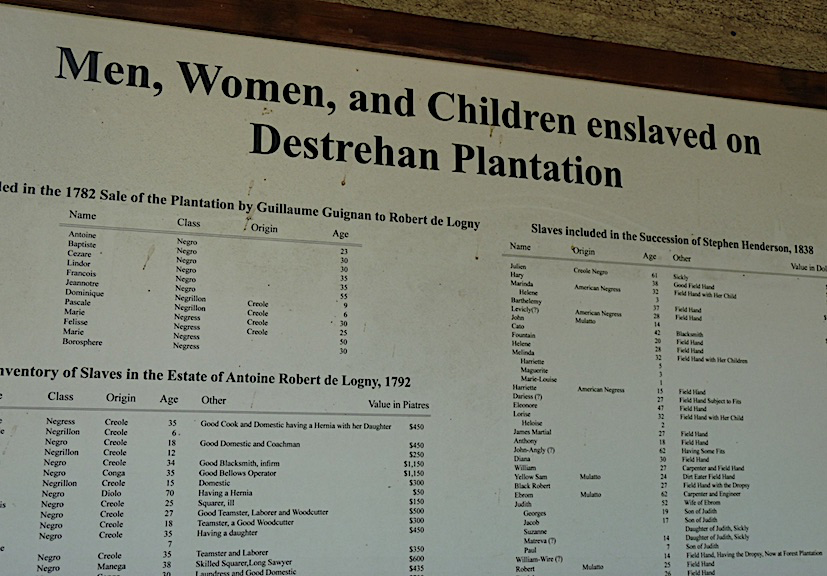 Men, Women, and Children enslaved on
Destrehan Plantation
in the 1782 Sale of the Plantation by Guillaume Guignan to Robert de Logny
Name Class Origin Age
Antoine Negro 23
Baptiste Negro 30
Cezare Negro 30
Lindor Negro 35
Francois Negro 35
Jeannotre Negro 55
Dominique Negrillon Creole 9
Pascale Negrillon Creole 6
Marie Negress Creole 30
Felisse Negress Creole 25
Marie Negress 50
Borosphere Negress 30
nventory of Slaves in the Estate of Antoine Robert de Logny, 1792
Class Origin Age Other Value in Piatres
Negress Creole 35 Good Cook and Domestic having a Hernia with her Daughter $450
Negrillon Creole 6
Negro Creole 18 Good Domestic and Coachman $450
Negrillon Creole 12 $250
Negro Creole 34 Good Blacksmith, infirm $1,150
Negro Conga 35 Good Bellows Operator $1,150
Negrillon Creole 15 Domestic $300
Negro Diolo 70 Having a Hernia $50
Negro Creole 25 Squarer, ill $150
Negro Creole 27 Good Teamster, Laborer and Woodcutter $500
Negro Creole 18 Teamster, a Good Woodcutter $300
Negro Creole 35 Having a daughter $450
7
Negro Creole 35 Teamster and Laborer $350
Negro Manega 38 Skilled Squarer,Long Sawyer $600
30 Laundress and Good Domestic $435
Slaves included in the Succession of Stephen Henderson, 1838
Name Origin Age Other Value in Dol
Julien Creole Negro 61 Sickly
Hary 38 Good Field Hand
Marinda American Negress 32 Field Hand with Her Child
Helene 3
Barthelemy 37 Field Hand
Levicly(?) American Negress 28 Field Hand
John Mulatto 14
Cato 42 Blacksmith
Fountain 20 Field Hand
Helene 28 Field Hand
Melinda 32 Field Hand with Her Children
Harriette 5
Maguerite 3
Marie-Louise 1
Harriette American Negress 15 Field Hand
Dariess (?) 27 Field Hand Subject to Fits
Eleonore 47 Field Hand
Lorise 32 Field Hand with Her Child
Heloise 2
James Martial 27 Field Hand
Anthony 18 Field Hand
John-Angly (?) 62 Having Some Fits
Diana 30 Field Hand
William 27 Carpenter and Field Hand
Yellow Sam Mulatto 24 Dirt Eater Field Hand
Black Robert 27 Field Hand with the Dropsy
Ebrom Mulatto 62 Carpenter and Engineer
Judith 52 Wife of Ebrom
Georges 19 Son of Judith
Jacob 17 Son of Judith
Suzanne Daughter of Judith, Sickly
Matreva (?) 14 Daughter of Judith, Sickly
Paul 7 Son of Judith
William-Wire (?) 14 Field Hand, Having the Dropsy, Now at Forest Plantation
Robert Mulatto 25 Field Hand
26 Field Hand